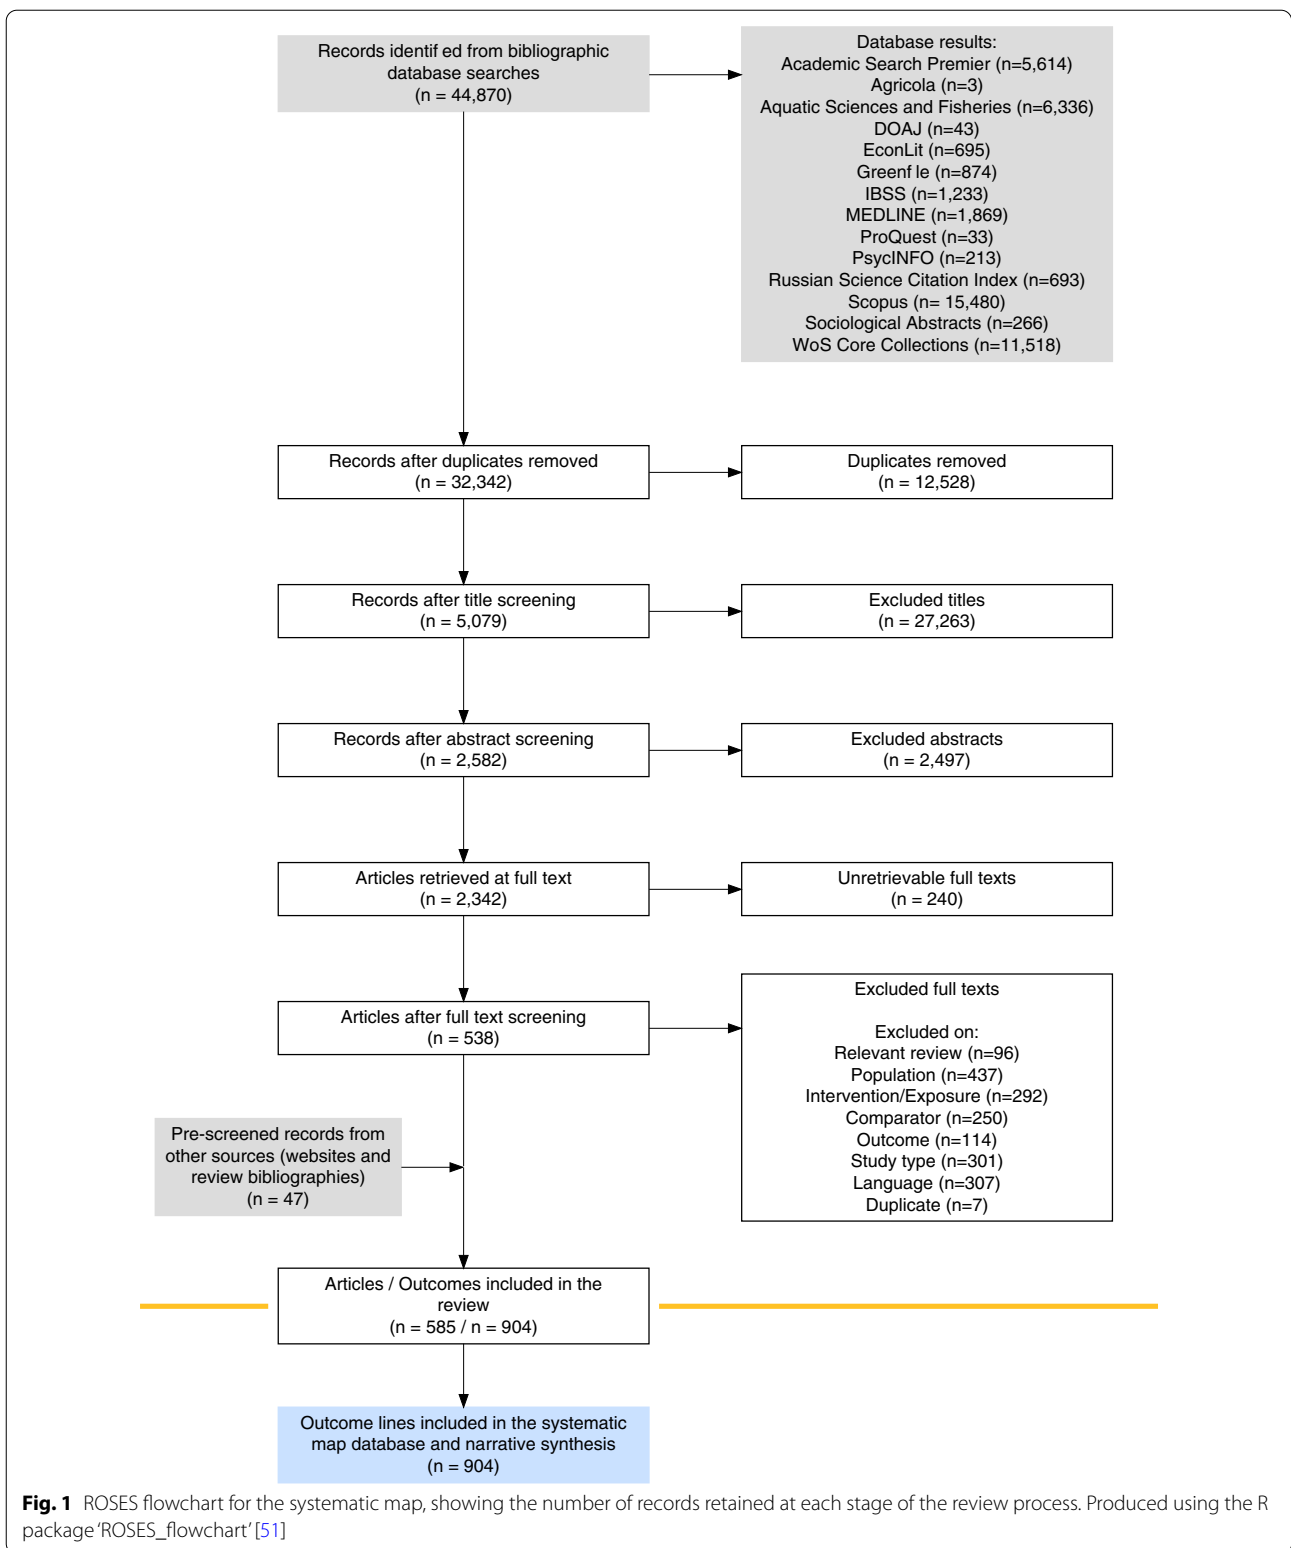 Records identif ed from bibliographic
database searches
(n = 44,870)
Database results:
Academic Search Premier (n=5,614)
Agricola (n=3)
Aquatic Sciences and Fisheries (n=6,336)
DOAJ (n=43)
EconLit (n=695)
Greenf le (n=874)
IBSS (n=1,233)
MEDLINE (n=1,869)
ProQuest (n=33)
PsycINFO (n=213)
Russian Science Citation Index (n=693)
Scopus (n= 15,480)
Sociological Abstracts (n=266)
WoS Core Collections (n=11,518)
Records after duplicates removed
(n = 32,342)
Duplicates removed
(n = 12,528)
Records after title screening
(n = 5,079)
Excluded titles
(n = 27,263)
Records after abstract screening
(n = 2,582)
Excluded abstracts
(n = 2,497)
Articles retrieved at full text
(n = 2,342)
Unretrievable full texts
(n = 240)
Articles after full text screening
(n = 538)
Excluded full texts
Excluded on:
Relevant review (n=96)
Population (n=437)
Intervention/Exposure (n=292)
Comparator (n=250)
Outcome (n=114)
Study type (n=301)
Language (n=307)
Duplicate (n=7)
Pre-screened records from
other sources (websites and
review bibliographies)
(n = 47)
Articles / Outcomes included in the
review
(n = 585 / n = 904)
Outcome lines included in the systematic
map database and narrative synthesis
(n = 904)
Fig. 1 ROSES flowchart for the systematic map, showing the number of records retained at each stage of the review process. Produced using the R
package 'ROSES_flowchart' [51]